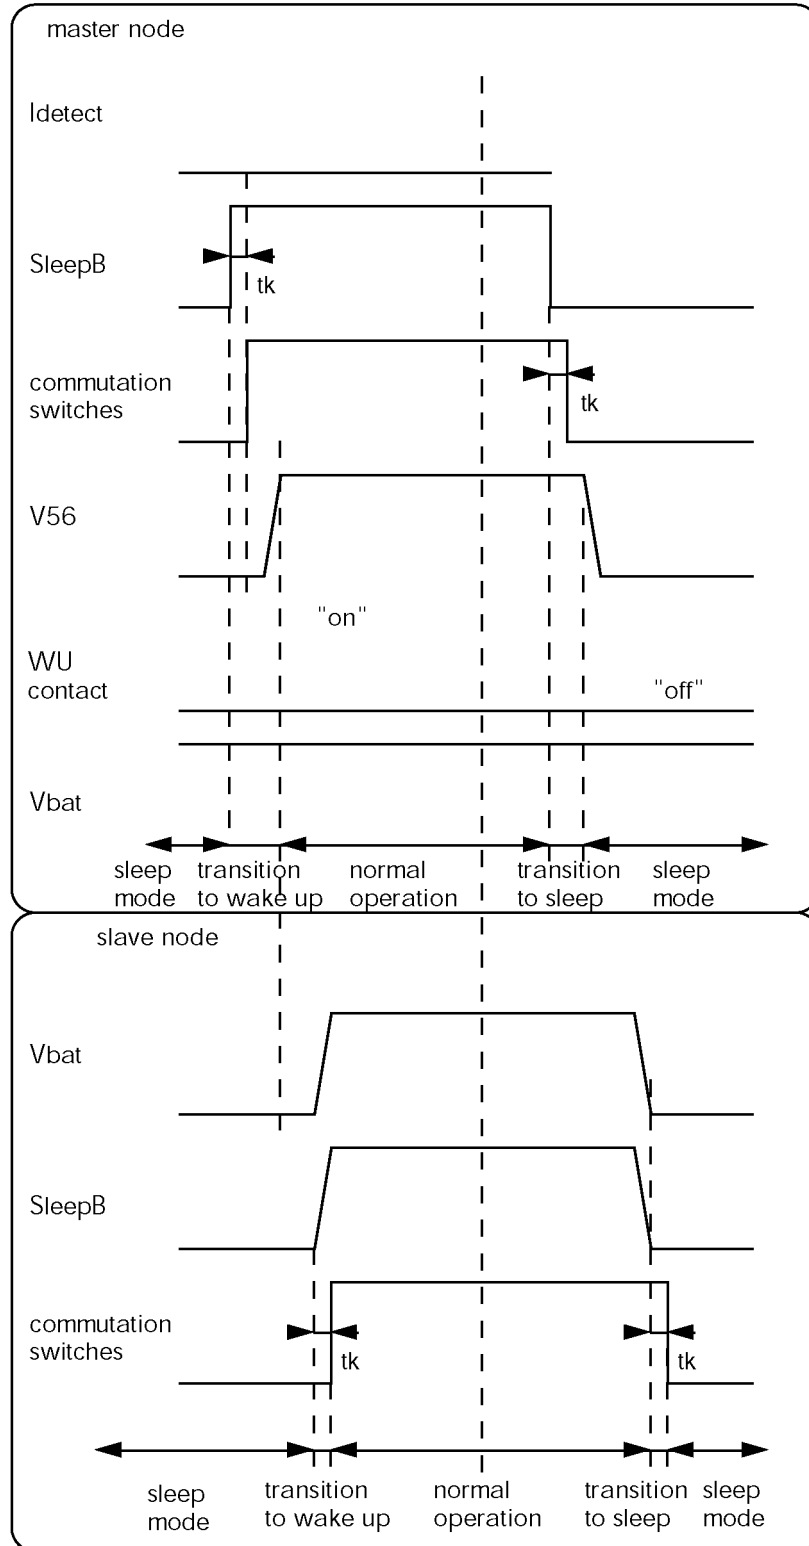 master node
Idetect
SleepB
tk
commutation
switches
tk
V56
"on"
WU
contact
"off"
Vbat
sleep transition normal transition sleep
mode to wake up operation to sleep mode
slave node
Vbat
SleepB
commutation
switches
tk
tk
sleep transition normal transition sleep
mode to wake up operation to sleep mode